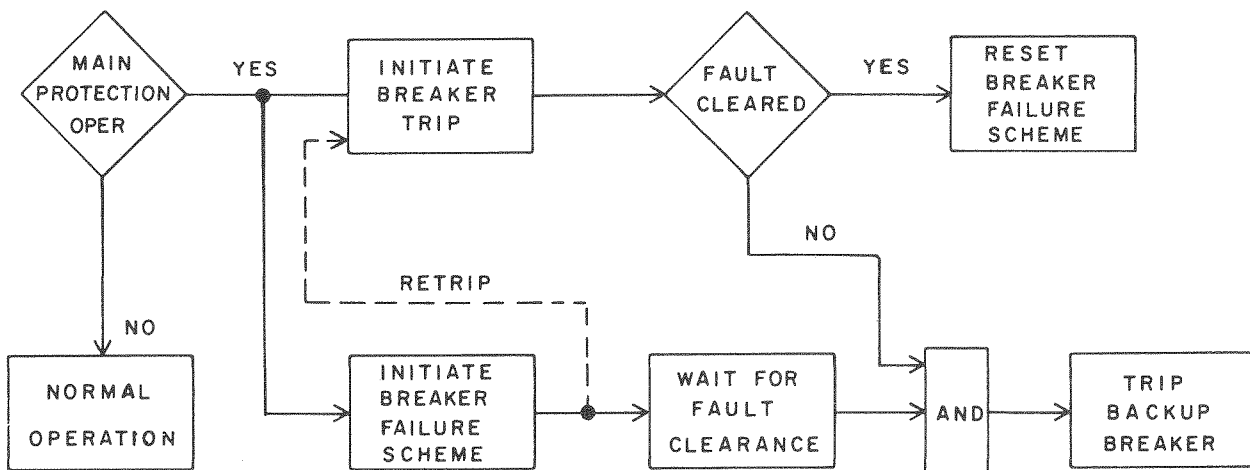 MAIN
PROTECTION
OPER
YES
INITIATE
BREAKER
TRIP
FAULT
CLEARED
YES
RESET
BREAKER
FAILURE
SCHEME
NO
RETRIP
NO
NORMAL
OPERATION
INITIATE
BREAKER
FAILURE
SCHEME
WAIT FOR
FAULT
CLEARANCE
AND
TRIP
BACKUP
BREAKER